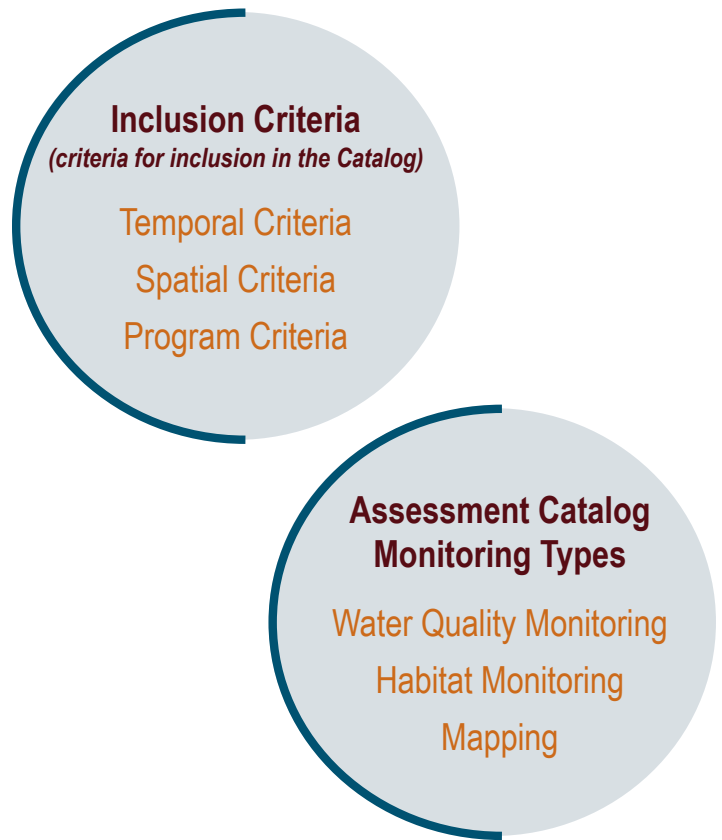 Inclusion Criteria
(criteria for inclusion in the Catalog)
Temporal Criteria
Spatial Criteria
Program Criteria
Assessment Catalog
Monitoring Types
Water Quality Monitoring
Habitat Monitoring
Mapping